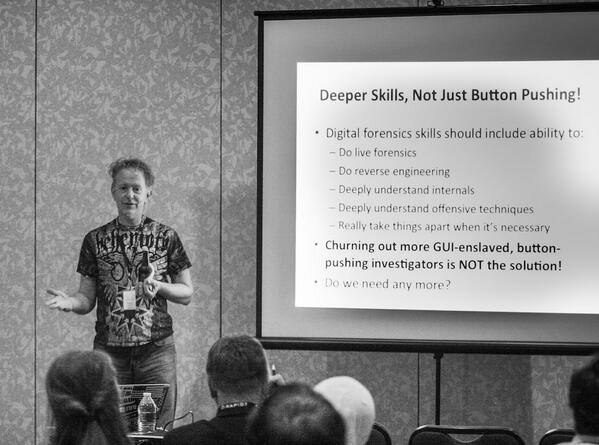 Deeper Skills, Not Just Button Pushing!
• Digital forensics skills should include ability to:
– Do live forensics
– Do reverse engineering
– Deeply understand internals
– Deeply understand offensive techniques
– Really take things apart when it's necessary
• Churning out more GUI-enslaved, button-
pushing investigators is NOT the solution!
• Do we need any more?
behemoth
RAPID7